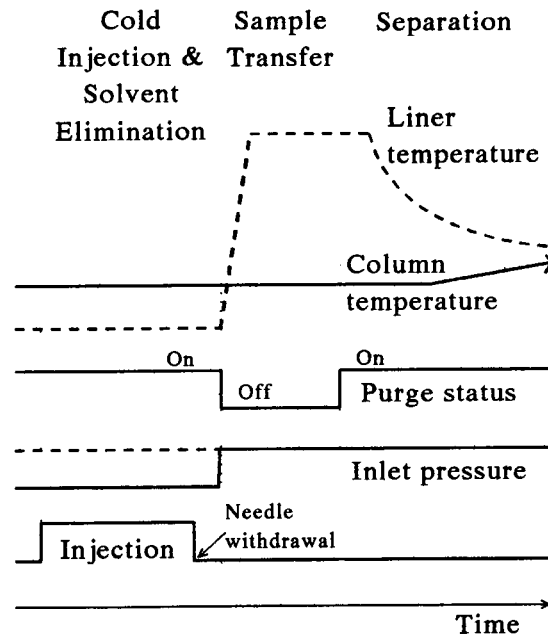 Cold
Injection &
Solvent
Elimination
Sample
Transfer
Separation
Liner
temperature
Column
temperature
On
Off
On
Purge status
Inlet pressure
Injection
Needle
withdrawal
Time